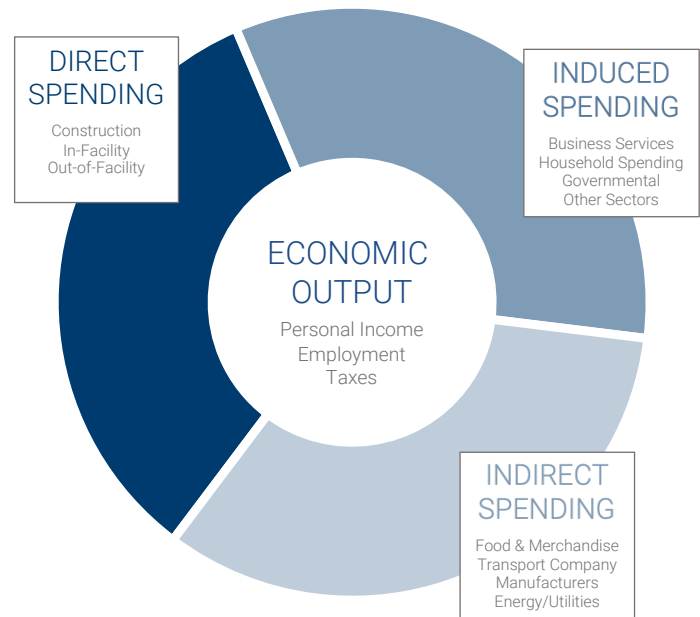 DIRECT
SPENDING
Construction
In-Facility
Out-of-Facility
INDUCED
SPENDING
Business Services
Household Spending
Governmental
Other Sectors
ECONOMIC
OUTPUT
Personal Income
Employment
Taxes
INDIRECT
SPENDING
Food & Merchandise
Transport Company
Manufacturers
Energy/Utilities